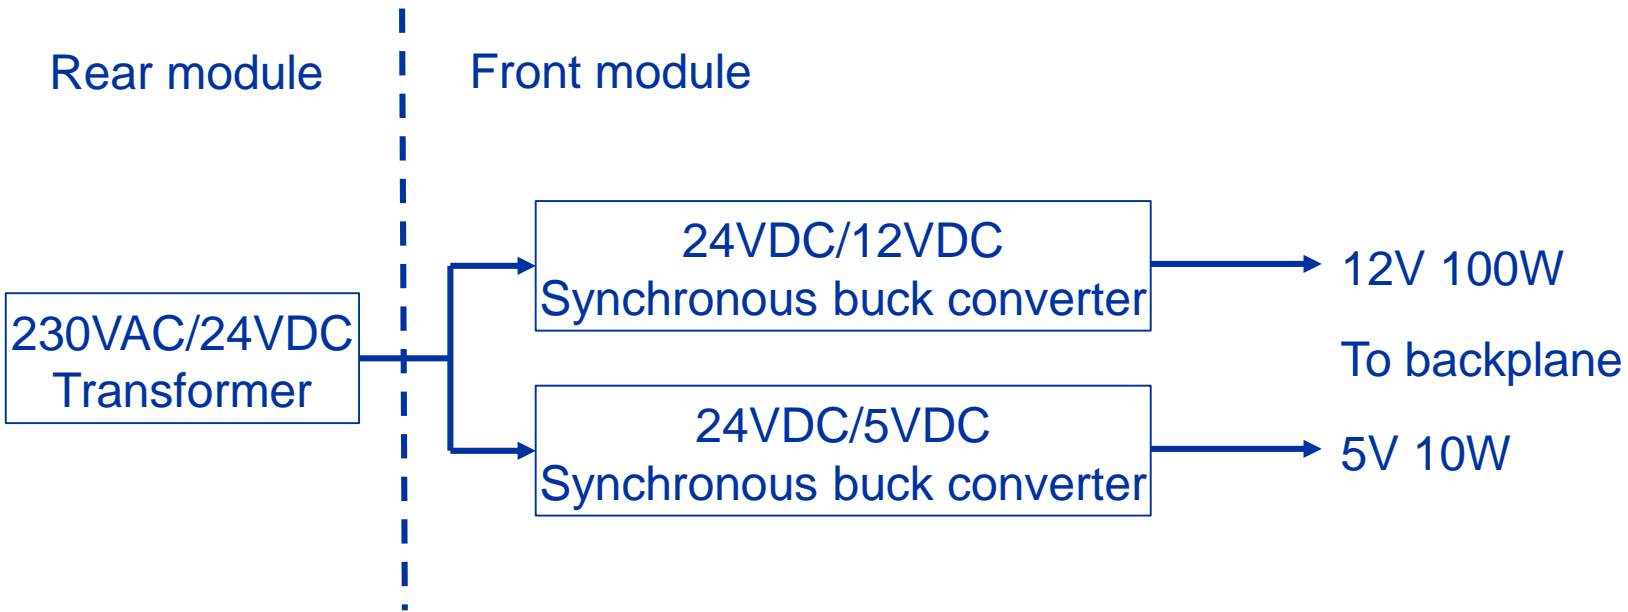 Rear module
Front module
230VAC/24VDC
Transformer
24VDC/12VDC
Synchronous buck converter
24VDC/5VDC
Synchronous buck converter
12V 100W
To backplane
5V 10W